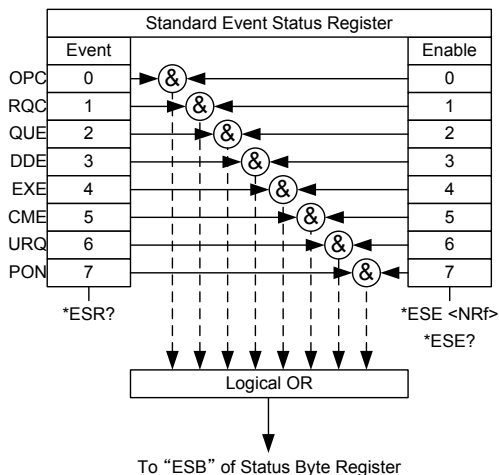 Standard Event Status Register
Event Enable
OPC 0 & 0
RQC 1 & 1
QUE 2 & 2
DDE 3 & 3
EXE 4 & 4
CME 5 & 5
URQ 6 & 6
PON 7 & 7
*ESR? *ESE <NRf>
*ESE?
Logical OR
To “ESB” of Status Byte Register